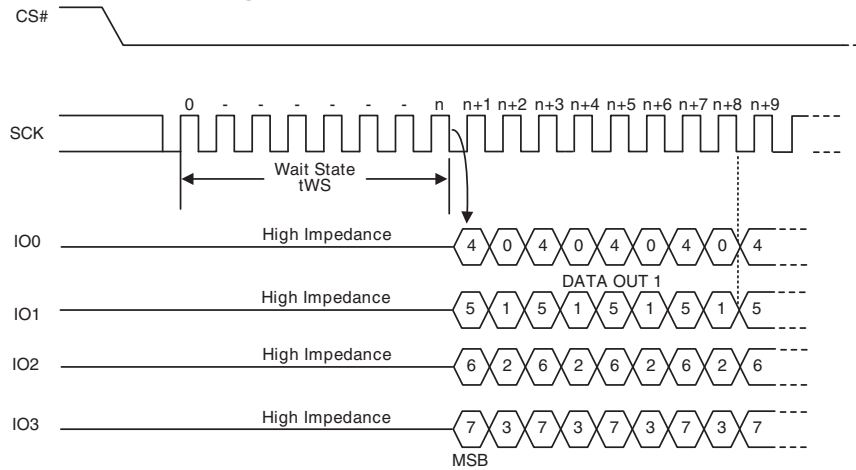 CS#
0 - - - - - - n n+1 n+2 n+3 n+4 n+5 n+6 n+7 n+8 n+9
SCK
Wait State
tWS
IO0 High Impedance 4 0 4 0 4 0 4 0 4
DATA OUT 1
IO1 High Impedance 5 1 5 1 5 1 5 1 5
IO2 High Impedance 6 2 6 2 6 2 6 2 6
IO3 High Impedance 7 3 7 3 7 3 7 3 7
MSB